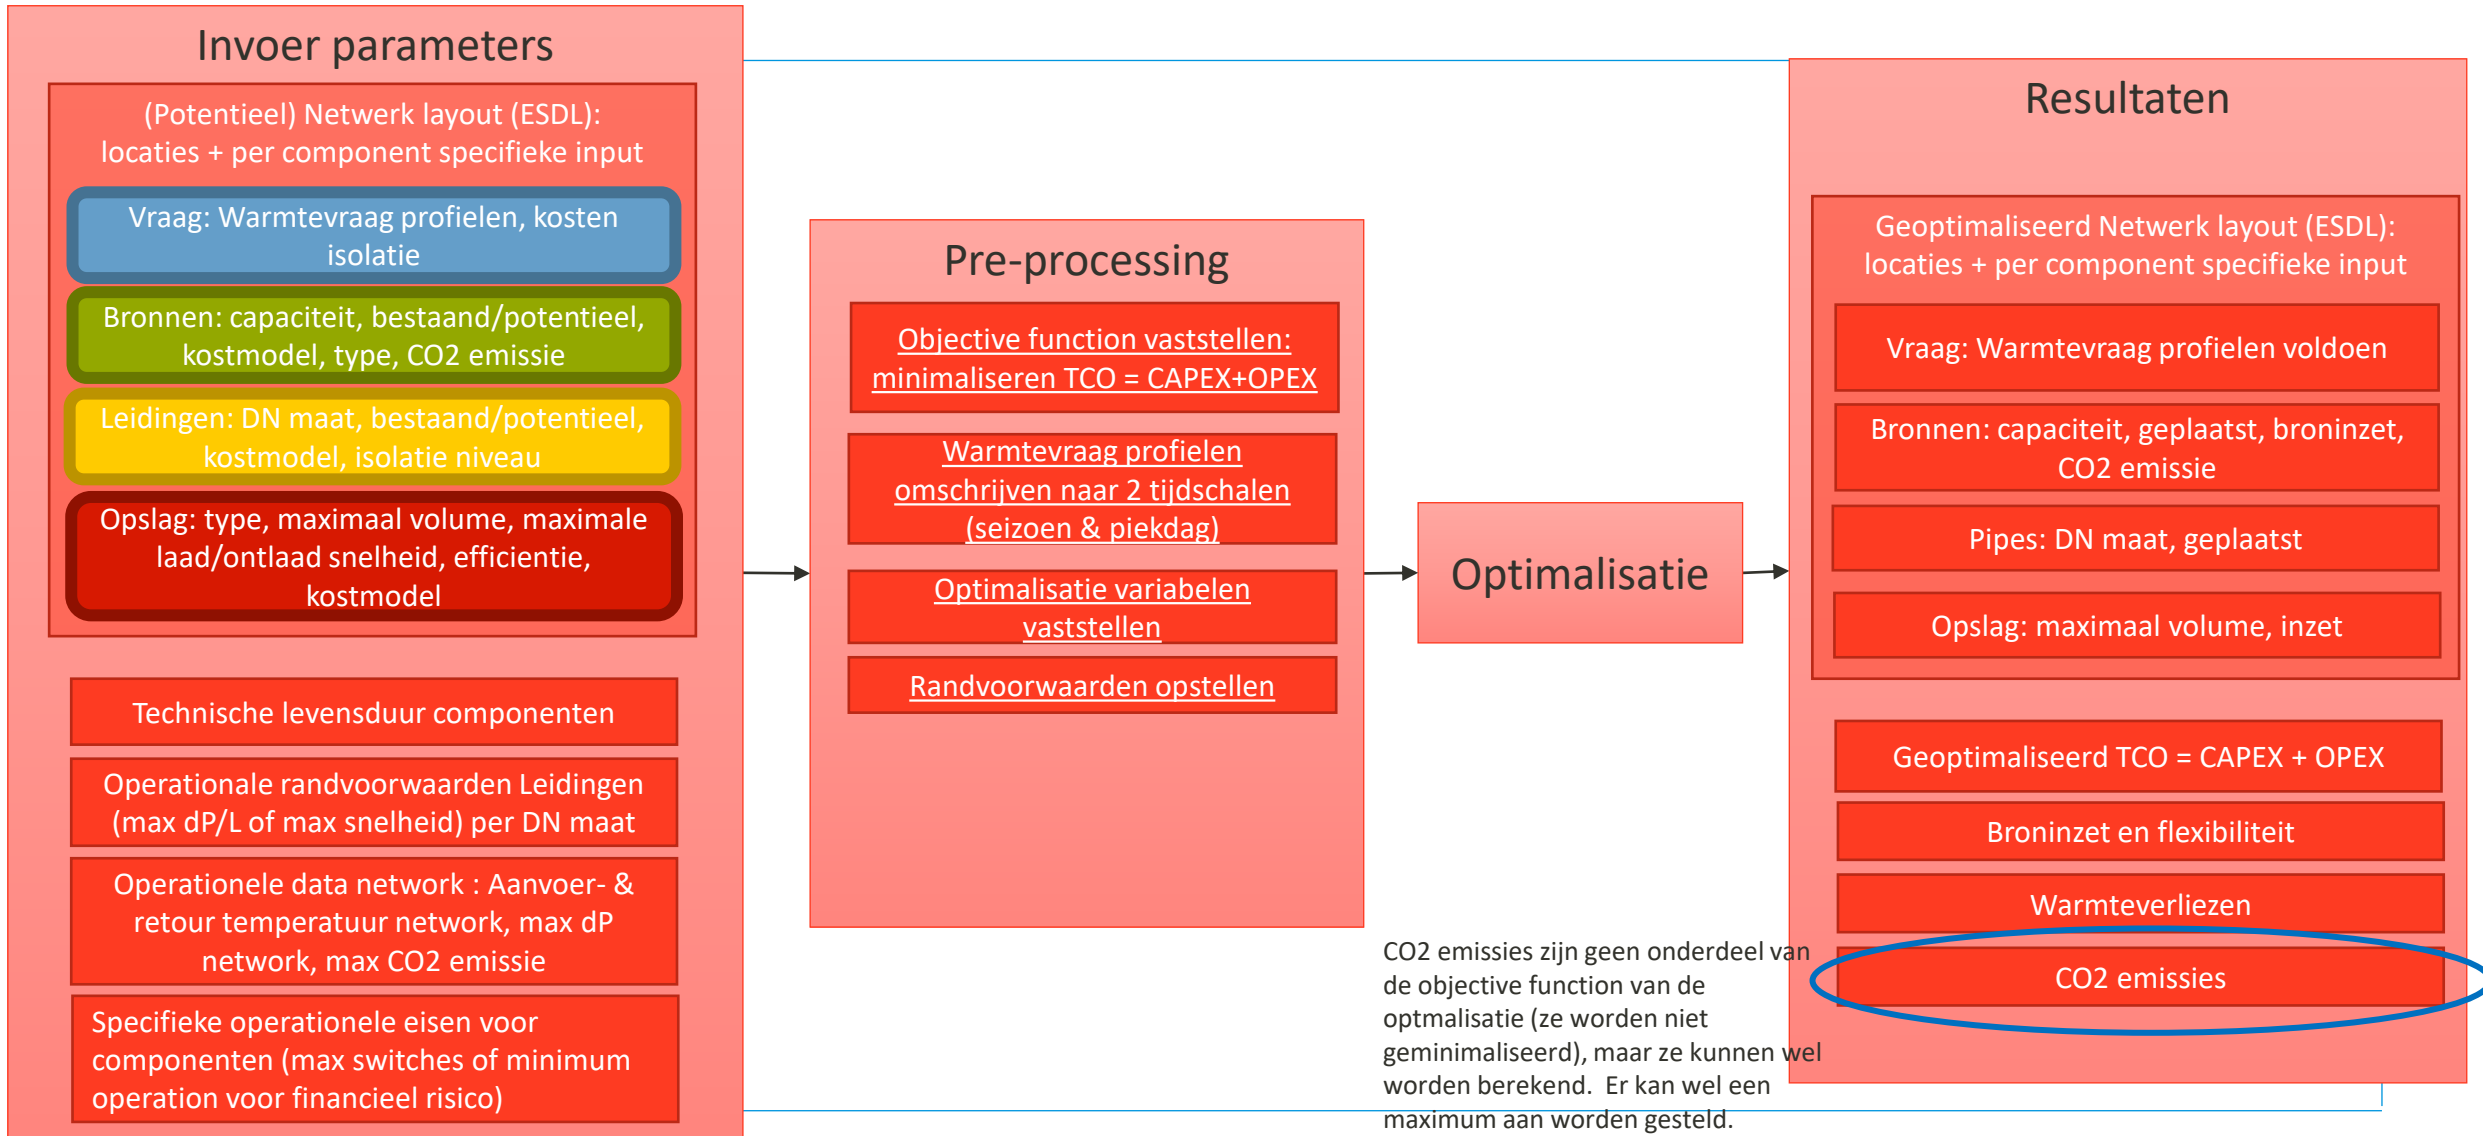 Invoer parameters
(Potentieel) Netwerk layout (ESDL):
locaties + per component specifieke input
Vraag: Warmtevraag profielen, kosten
isolatie
Bronnen: capaciteit, bestaand/potentieel,
kostmodel, type, CO2 emissie
Leidingen: DN maat, bestaand/potentieel,
kostmodel, isolatie niveau
Opslag: type, maximaal volume, maximale
laad/ontlaad snelheid, efficientie,
kostmodel
Technische levensduur componenten
Operationale randvoorwaarden Leidingen
(max dP/L of max snelheid) per DN maat
Operationele data network : Aanvoer- &
retour temperatuur network, max dP
network, max CO2 emissie
Specifieke operationele eisen voor
componenten (max switches of minimum
operation voor financieel risico)
Pre-processing
Objective function vaststellen:
minimaliseren TCO = CAPEX+OPEX
Warmtevraag profielen
omschrijven naar 2 tijdschalen
(seizoen & piekdag)
Optimalisatie variabelen
vaststellen
Randvoorwaarden opstellen
Optimalisatie
CO2 emissies zijn geen onderdeel van
de objective function van de
optmalisatie (ze worden niet
geminimaliseerd), maar ze kunnen wel
worden berekend.  Er kan wel een
maximum aan worden gesteld.
Resultaten
Geoptimaliseerd Netwerk layout (ESDL):
locaties + per component specifieke input
Vraag: Warmtevraag profielen voldoen
Bronnen: capaciteit, geplaatst, broninzet,
CO2 emissie
Pipes: DN maat, geplaatst
Opslag: maximaal volume, inzet
Geoptimaliseerd TCO = CAPEX + OPEX
Broninzet en flexibiliteit
Warmteverliezen
CO2 emissies